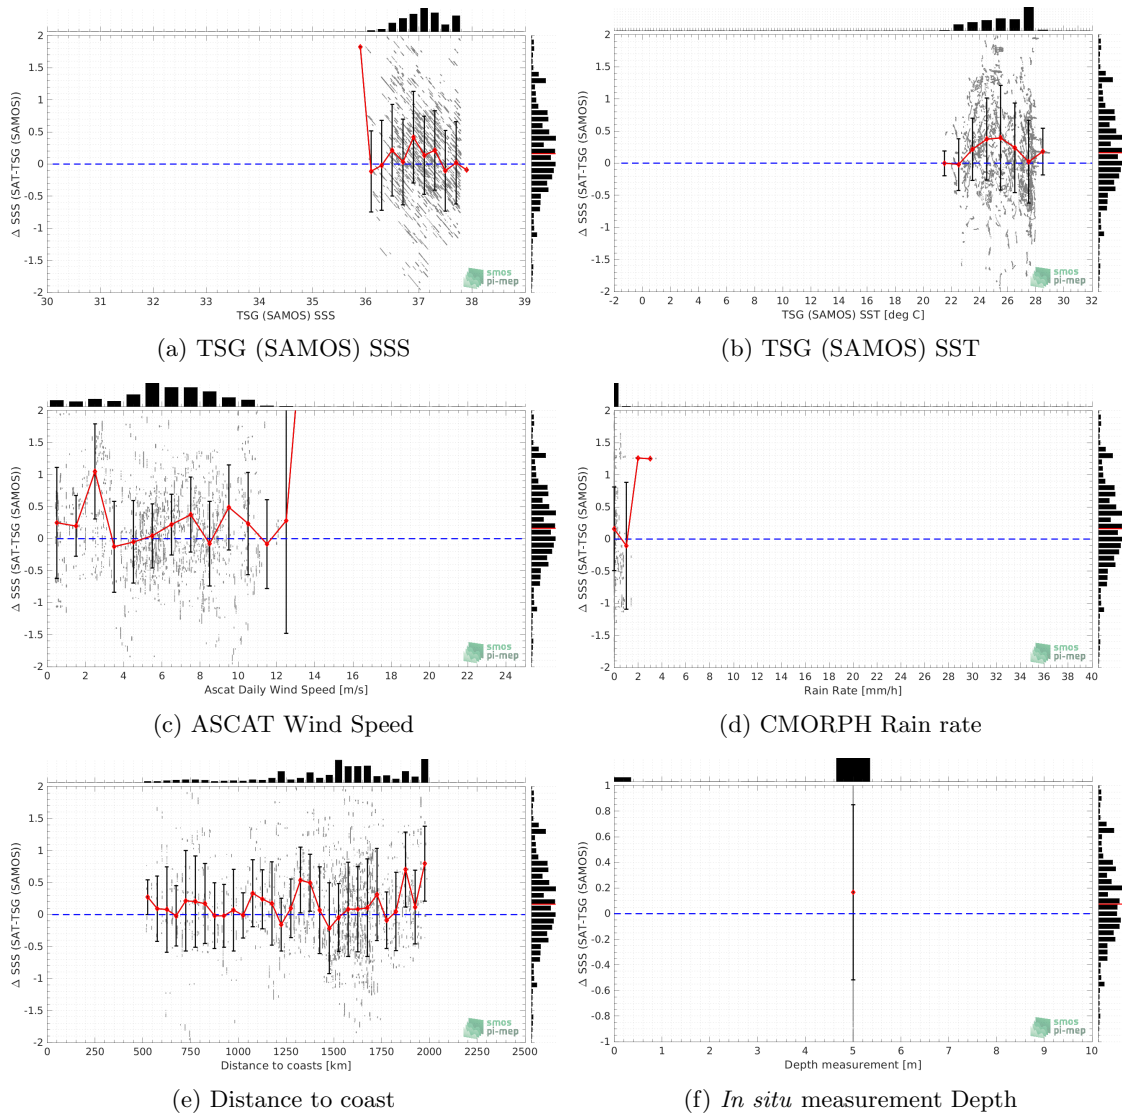 2
1.5
1
0.5
0
-0.5
-1
-1.5
-2
Δ SSS (SAT-TSG (SAMOS))
30 31 32 33 34 35 36 37 38 39
TSG (SAMOS) SSS
smos
pi-mep
(a) TSG (SAMOS) SSS
2
1.5
1
0.5
0
-0.5
-1
-1.5
-2
Δ SSS (SAT-TSG (SAMOS))
-2 0 2 4 6 8 10 12 14 16 18 20 22 24 26 28 30 32
TSG (SAMOS) SST [deg C]
smos
pi-mep
(b) TSG (SAMOS) SST
2
1.5
1
0.5
0
-0.5
-1
-1.5
-2
Δ SSS (SAT-TSG (SAMOS))
0 2 4 6 8 10 12 14 16 18 20 22 24
Ascat Daily Wind Speed [m/s]
smos
pi-mep
(c) ASCAT Wind Speed
2
1.5
1
0.5
0
-0.5
-1
-1.5
-2
Δ SSS (SAT-TSG (SAMOS))
0 2 4 6 8 10 12 14 16 18 20 22 24 26 28 30 32 34 36 38 40
Rain Rate [mm/h]
smos
pi-mep
(d) CMORPH Rain rate
2
1.5
1
0.5
0
-0.5
-1
-1.5
-2
Δ SSS (SAT-TSG (SAMOS))
0 250 500 750 1000 1250 1500 1750 2000 2250 2500
Distance to coasts [km]
smos
pi-mep
(e) Distance to coast
1
0.8
0.6
0.4
0.2
0
-0.2
-0.4
-0.6
-0.8
-1
Δ SSS (SAT-TSG (SAMOS))
0 1 2 3 4 5 6 7 8 9 10
Depth measurement [m]
smos
pi-mep
(f) In situ measurement Depth